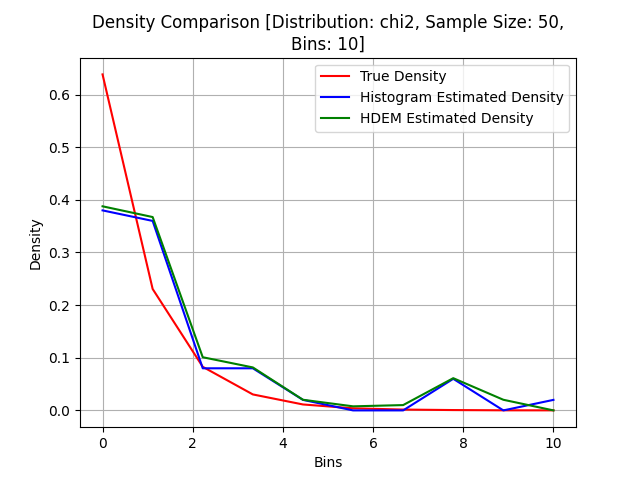 Density Comparison [Distribution: chi2, Sample Size: 50,
Bins: 10]
True Density
Histogram Estimated Density
HDEM Estimated Density
Density
0.6
0.5
0.4
0.3
0.2
0.1
0.0
0 2 4 6 8 10
Bins